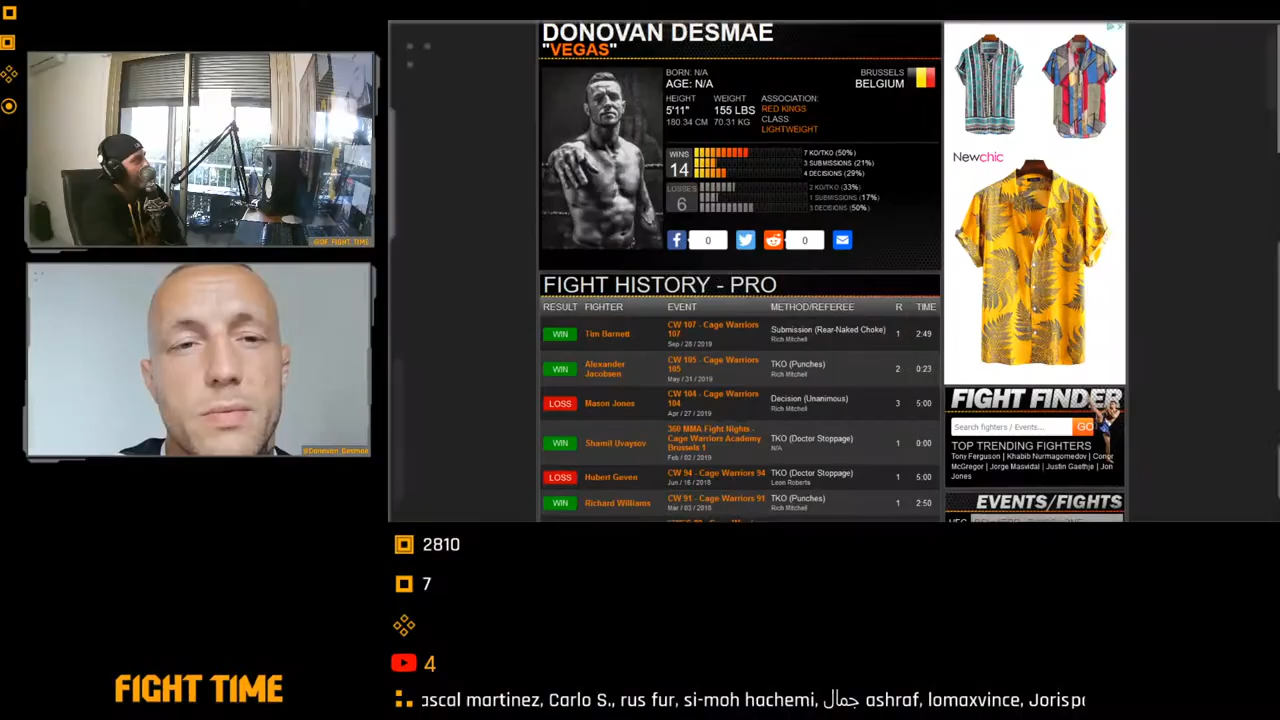 @OF_FIGHT_TIME
@Donovan_Desmae
DONOVAN DESMAE
"VEGAS"
BORN: N/A
AGE: N/A
BRUSSELS
BELGIUM
HEIGHT
5'11"
180.34 CM
WEIGHT
155 LBS
70.31 KG
ASSOCIATION:
RED KINGS
CLASS
LIGHTWEIGHT
WINS
14
7 KO/TKO (50%)
3 SUBMISSIONS (21%)
4 DECISIONS (29%)
LOSSES
6
2 KO/TKO (33%)
1 SUBMISSIONS (17%)
3 DECISIONS (50%)
0
0
FIGHT HISTORY - PRO
RESULT FIGHTER EVENT METHOD/REFEREE R TIME
WIN Tim Barnett CW 107 - Cage Warriors 107 Sep / 28 / 2019 Submission (Rear-Naked Choke) Rich Mitchell 1 2:49
WIN Alexander Jacobsen CW 105 - Cage Warriors 105 May / 31 / 2019 TKO (Punches) Rich Mitchell 2 0:23
LOSS Mason Jones CW 104 - Cage Warriors 104 Apr / 27 / 2019 Decision (Unanimous) Rich Mitchell 3 5:00
WIN Shamil Uvaysov 360 MMA Fight Nights - Cage Warriors Academy Brussels 1 Feb / 02 / 2019 TKO (Doctor Stoppage) N/A 1 0:00
LOSS Hubert Geven CW 94 - Cage Warriors 94 Jun / 16 / 2018 TKO (Doctor Stoppage) Leon Roberts 1 5:00
WIN Richard Williams CW 91 - Cage Warriors 91 Mar / 03 / 2018 TKO (Punches) Rich Mitchell 1 2:50
Newchic
FIGHT FINDER
Search fighters / Events... GO
TOP TRENDING FIGHTERS
Tony Ferguson | Khabib Nurmagomedov | Conor
McGregor | Jorge Masvidal | Justin Gaethje | Jon
Jones
EVENTS/FIGHTS
2810
7
4
FIGHT TIME
ascal martinez, Carlo S., rus fur, si-moh hachemi, جمال ashraf, lomaxvince, Jorispo